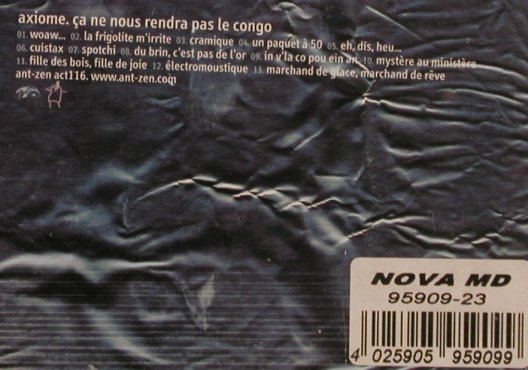 axiome. ça ne nous rendra pas le congo
01. woaw... 02. la frigolite m'irrite 03. cramique 04. un paquet à 50 05. eh, dis, heu...
06. cuistax 07. spotchi 08. du brin, c'est pas de l'or 09. in v'la co pou ein an 10. mystère au ministère
11. fille des bois, fille de joie 12. électromoustique 13. marchand de glace, marchand de rêve
ant-zen act116. www.ant-zen.com
NOVA MD
95909-23
4 025905 959099